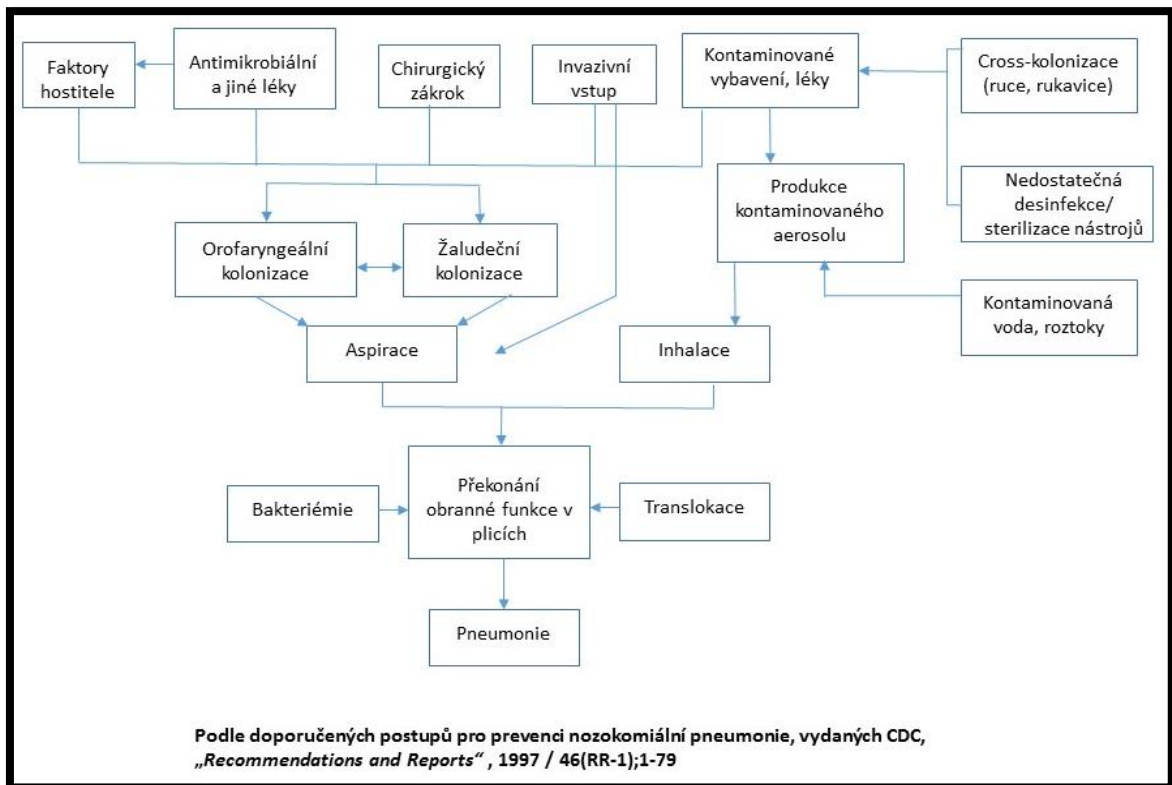 Faktory
hostitele
Antimikrobiální
a jiné léky
Chirurgický
zákrok
Invazivní
vstup
Kontaminované
vybavení, léky
Cross-kolonizace
(ruce, rukavice)
Produkce
kontaminovaného
aerosolu
Nedostatečná
desinfekce/
sterilizace nástrojů
Orofaryngeální
kolonizace
Žaludeční
kolonizace
Kontaminovaná
voda, roztoky
Aspirace
Inhalace
Bakteriémie
Překonání
obranné funkce v
plicích
Translokace
Pneumonie
Podle doporučených postupů pro prevenci nozokomiální pneumonie, vydaných CDC,
„Recommendations and Reports“ , 1997 / 46(RR-1);1-79